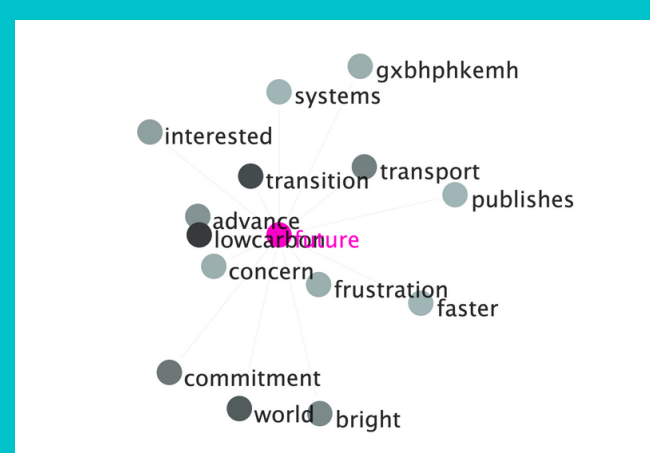 gxbhphkemh
systems
interested
transport
transition
publishes
advance
lowcarbon
future
concern
frustration
faster
commitment
world
bright